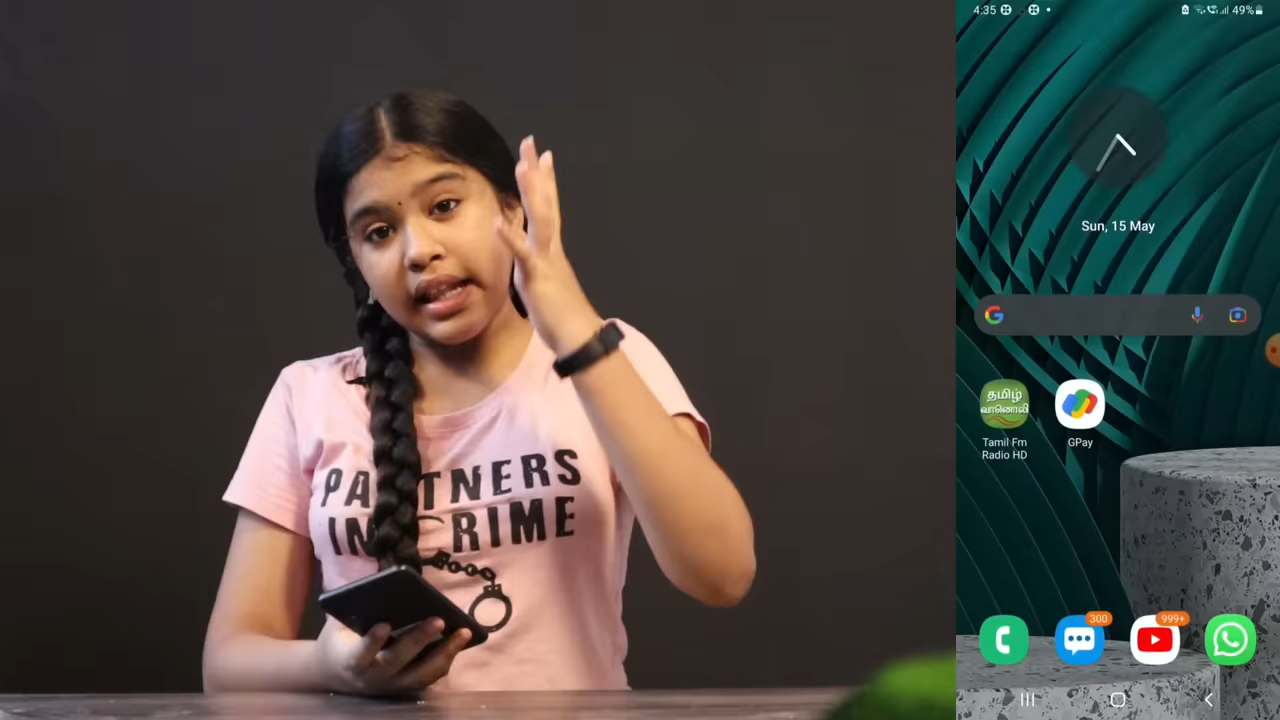 PARTNERS
IN CRIME
4:35
49%
Sun, 15 May
தமிழ்
வானொலி
Tamil Fm
Radio HD
GPay
300
999+